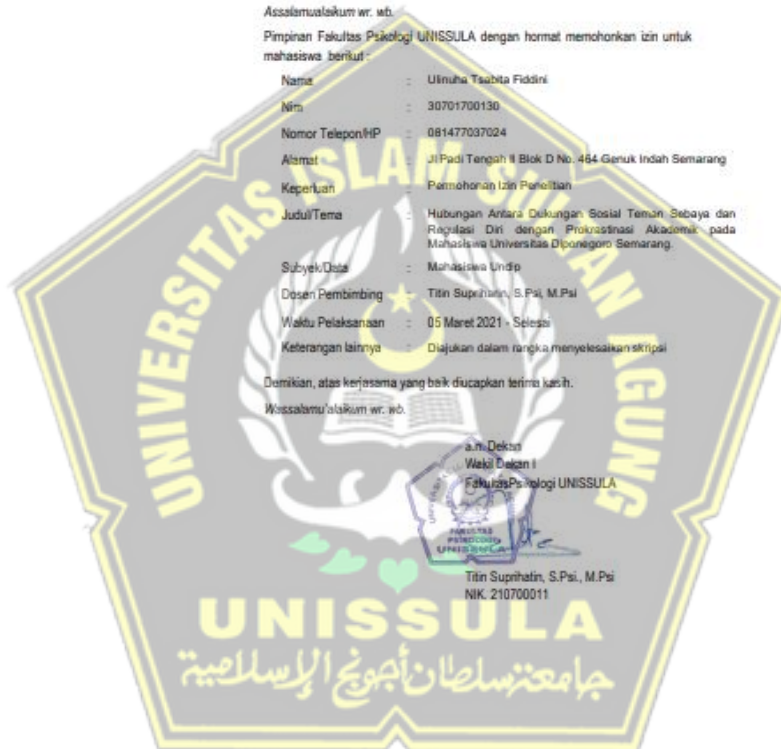 Assalamualaikum wr. wb.
Pimpinan Fakultas Psikologi UNISSULA dengan hormat memohonkan izin untuk
mahasiswa berikut :
Nama : Ulinuha Tsabita Fiddini
Nim : 30701700130
Nomor Telepon/HP : 081477037024
Alamat : Jl Padi Tengah II Blok D No. 464 Genuk Indah Semarang
Keperluan : Permohonan Izin Penelitian
Judul/Tema : Hubungan Antara Dukungan Sosial Teman Sebaya dan
Regulasi Diri dengan Prokrastinasi Akademik pada
Mahasiswa Universitas Diponegoro Semarang.
Subyek/Data : Mahasiswa Undip
Dosen Pembimbing : Titin Suprihatin, S.Psi, M.Psi
Waktu Pelaksanaan : 05 Maret 2021 - Selesai
Keterangan lainnya : Diajukan dalam rangka menyelesaikan skripsi
Demikian, atas kerjasama yang baik diucapkan terima kasih.
Wassalamu'alaikum wr. wb.
a.n. Dekan
Wakil Dekan I
FakultasPsikologi UNISSULA
FAKULTAS
PSIKOLOGI
UNISSULA
Titin Suprihatin, S.Psi., M.Psi
NIK. 210700011
UNIVERSITAS ISLAM SULTAN AGUNG
UNISSULA
جامعة سلطان أجونج الإسلامية